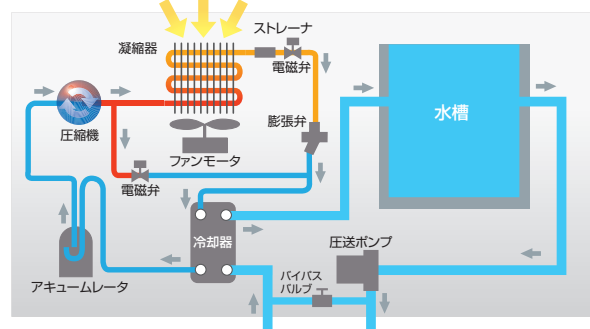 ストレーナ
凝縮器
電磁弁
水槽
膨張弁
圧縮機
ファンモータ
電磁弁
冷却器
圧送ポンプ
バイパス
バルブ
アキュームレータ